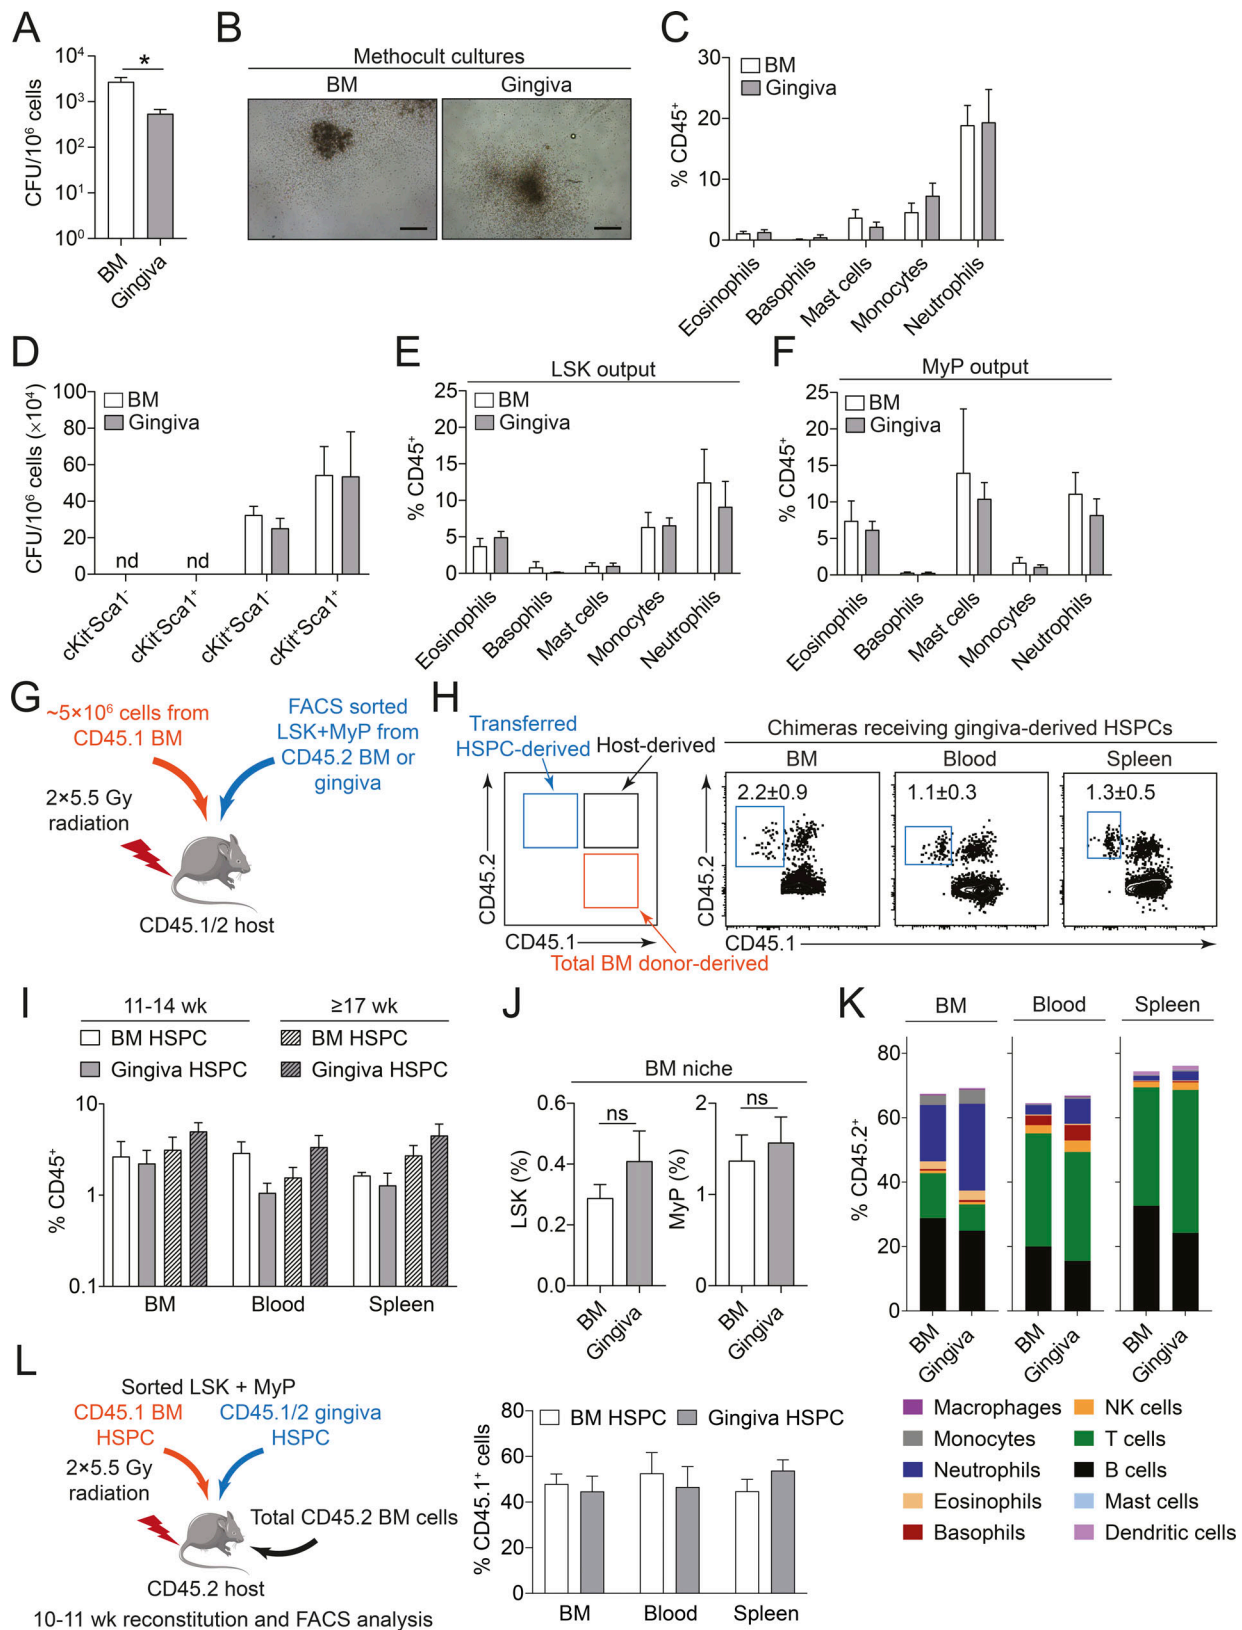 A
CFU/10⁶ cells
10⁴
10³
10²
10¹
10⁰
*
BM
Gingiva
B
Methocult cultures
BM
Gingiva
C
% CD45⁺
30
20
10
0
BM
Gingiva
Eosinophils
Basophils
Mast cells
Monocytes
Neutrophils
D
CFU/10⁶ cells (×10⁴)
100
80
60
40
20
0
BM
Gingiva
nd
nd
cKit⁻Sca1⁻
cKit⁻Sca1⁺
cKit⁺Sca1⁻
cKit⁺Sca1⁺
E
LSK output
% CD45⁺
25
20
15
10
5
0
BM
Gingiva
Eosinophils
Basophils
Mast cells
Monocytes
Neutrophils
F
MyP output
% CD45⁺
25
20
15
10
5
0
BM
Gingiva
Eosinophils
Basophils
Mast cells
Monocytes
Neutrophils
G
~5×10⁶ cells from
CD45.1 BM
FACS sorted
LSK+MyP from
CD45.2 BM or
gingiva
2×5.5 Gy
radiation
CD45.1/2 host
H
Transferred
HSPC-derived
Host-derived
CD45.2
CD45.1
Total BM donor-derived
Chimeras receiving gingiva-derived HSPCs
BM
Blood
Spleen
2.2±0.9
1.1±0.3
1.3±0.5
CD45.2
CD45.1
I
11-14 wk
≥17 wk
BM HSPC
BM HSPC
Gingiva HSPC
Gingiva HSPC
% CD45⁺
10
1
0.1
BM
Blood
Spleen
J
BM niche
LSK (%)
0.6
0.4
0.2
0.0
ns
BM
Gingiva
MyP (%)
2
1
0
ns
BM
Gingiva
K
BM
Blood
Spleen
% CD45.2⁺
80
60
40
20
0
BM
Gingiva
BM
Gingiva
BM
Gingiva
Macrophages
NK cells
Monocytes
T cells
Neutrophils
B cells
Eosinophils
Mast cells
Basophils
Dendritic cells
L
Sorted LSK + MyP
CD45.1 BM
HSPC
CD45.1/2 gingiva
HSPC
2×5.5 Gy
radiation
Total CD45.2 BM cells
CD45.2 host
10-11 wk reconstitution and FACS analysis
% CD45.1⁺ cells
80
60
40
20
0
BM HSPC
Gingiva HSPC
BM
Blood
Spleen